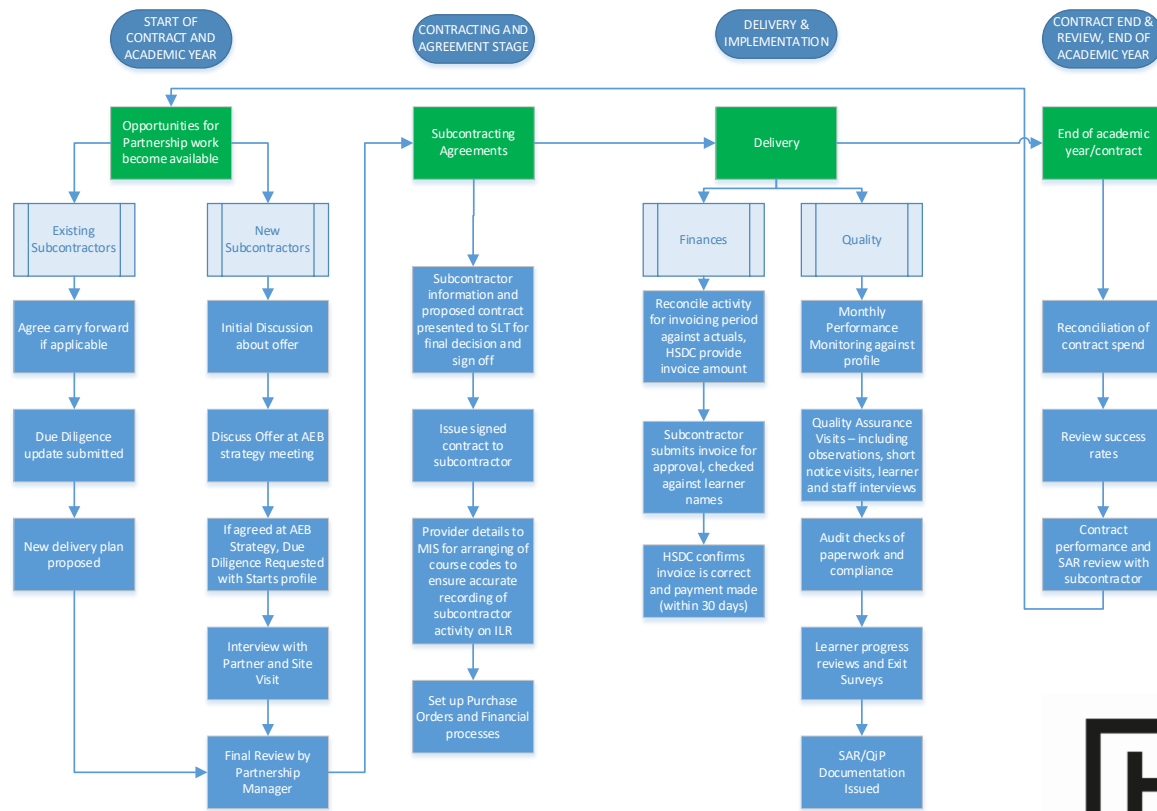 START OF
CONTRACT AND
ACADEMIC YEAR
CONTRACTING AND
AGREEMENT STAGE
DELIVERY &
IMPLEMENTATION
CONTRACT END &
REVIEW, END OF
ACADEMIC YEAR
Opportunities for
Partnership work
become available
Subcontracting
Agreements
Delivery
End of academic
year/contract
Existing
Subcontractors
New
Subcontractors
Finances
Quality
Agree carry forward
if applicable
Due Diligence
update submitted
New delivery plan
proposed
Initial Discussion
about offer
Discuss Offer at AEB
strategy meeting
If agreed at AEB
Strategy, Due
Diligence Requested
with Starts profile
Interview with
Partner and Site
Visit
Final Review by
Partnership
Manager
Subcontractor
information and
proposed contract
presented to SLT for
final decision and
sign off
Issue signed
contract to
subcontractor
Provider details to
MIS for arranging of
course codes to
ensure accurate
recording of
subcontractor
activity on ILR
Set up Purchase
Orders and Financial
processes
Reconcile activity
for invoicing period
against actuals,
HSDC provide
invoice amount
Subcontractor
submits invoice for
approval, checked
against learner
names
HSDC confirms
invoice is correct
and payment made
(within 30 days)
Monthly
Performance
Monitoring against
profile
Quality Assurance
Visits – including
observations, short
notice visits, learner
and staff interviews
Audit checks of
paperwork and
compliance
Learner progress
reviews and Exit
Surveys
SAR/QiP
Documentation
Issued
Reconciliation of
contract spend
Review success
rates
Contract
performance and
SAR review with
subcontractor